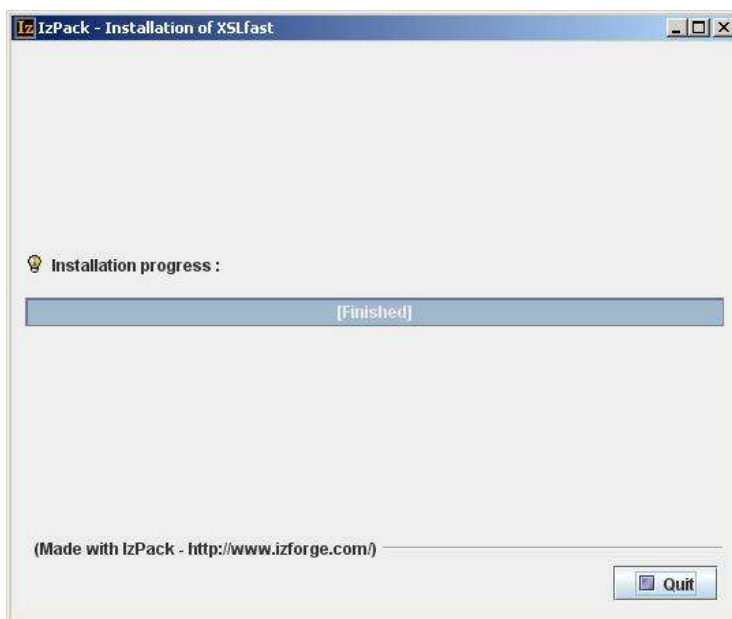 Iz IzPack - Installation of XSLfast
Installation progress :
[Finished]
(Made with IzPack - http://www.izforge.com/)
Quit